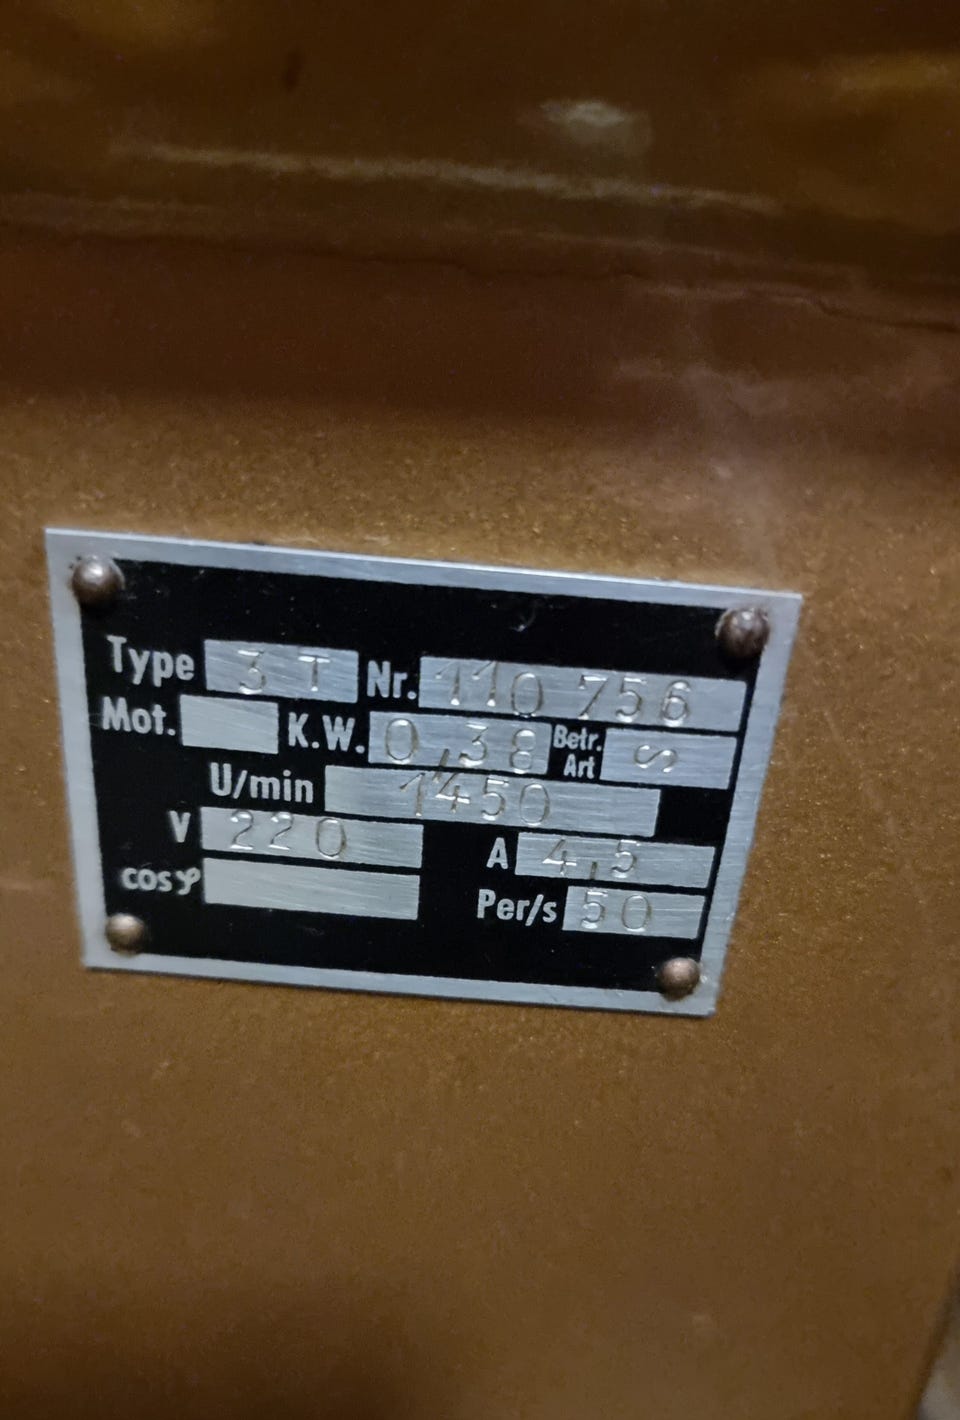 Type 3 T Nr. 110 756
Mot. K.W. 0,38 Betr. Art S
U/min 1450
V 220 A 4,5
cosφ Per/s 50